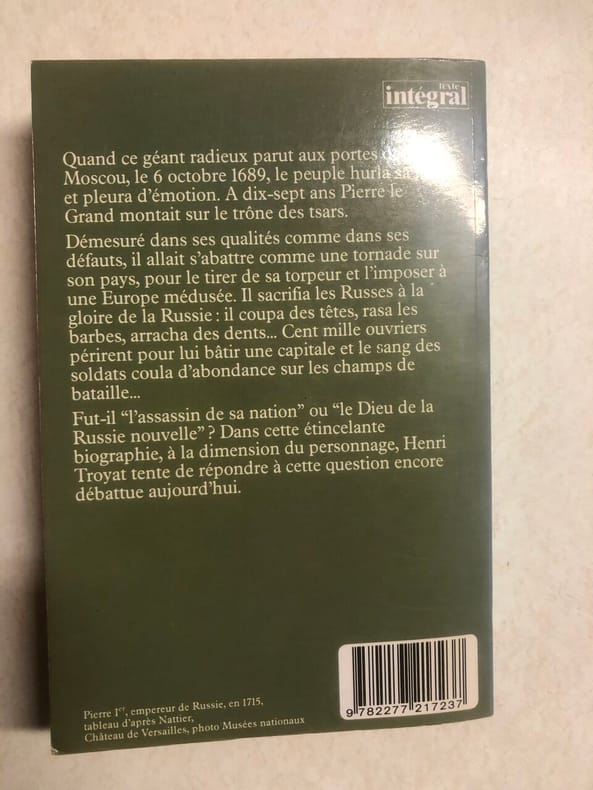 texte
intégral
Quand ce géant radieux parut aux portes
Moscou, le 6 octobre 1689, le peuple hurla
et pleura d'émotion. A dix-sept ans Pierre le
Grand montait sur le trône des tsars.
Démesuré dans ses qualités comme dans ses
défauts, il allait s'abattre comme une tornade sur
son pays, pour le tirer de sa torpeur et l'imposer à
une Europe médusée. Il sacrifia les Russes à la
gloire de la Russie : il coupa des têtes, rasa les
barbes, arracha des dents... Cent mille ouvriers
périrent pour lui bâtir une capitale et le sang des
soldats coula d'abondance sur les champs de
bataille...
Fut-il "l'assassin de sa nation" ou "le Dieu de la
Russie nouvelle" ? Dans cette étincelante
biographie, à la dimension du personnage, Henri
Troyat tente de répondre à cette question encore
débattue aujourd'hui.
Pierre Ier, empereur de Russie, en 1715,
tableau d'après Nattier,
Château de Versailles, photo Musées nationaux
9 782277 217237